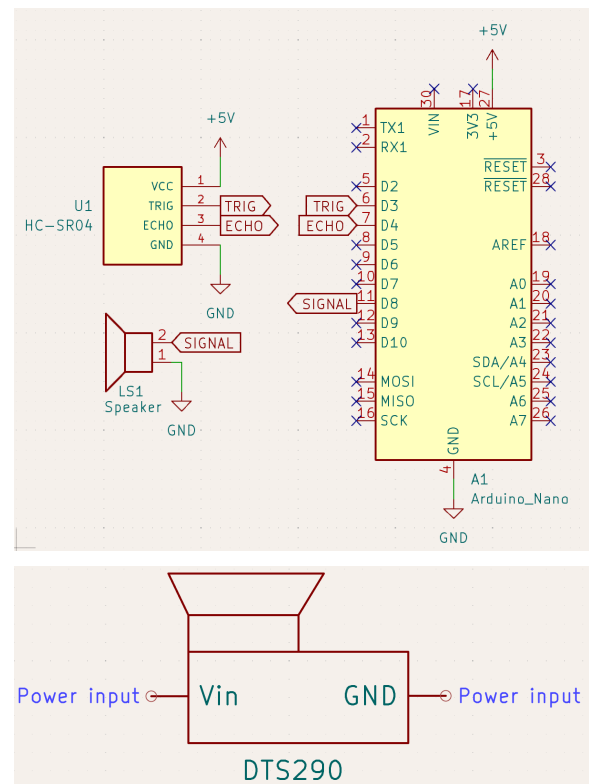 +5V
U1
HC-SR04
VCC 1
TRIG 2 TRIG
ECHO 3 ECHO
GND 4
GND
SIGNAL
2
1
LS1
Speaker
GND
+5V
30 17 27
VIN 3V3 +5V
1 TX1
2 RX1
RESET 3
RESET 28
5 D2
TRIG 6 D3
ECHO 7 D4
8 D5
AREF 18
9 D6
10 D7
A0 19
SIGNAL 11 D8
A1 20
12 D9
A2 21
13 D10
A3 22
SDA/A4 23
14 MOSI
SCL/A5 24
15 MISO
A6 25
16 SCK
A7 26
GND
4
A1
Arduino_Nano
GND
Power input Vin GND Power input
DTS290